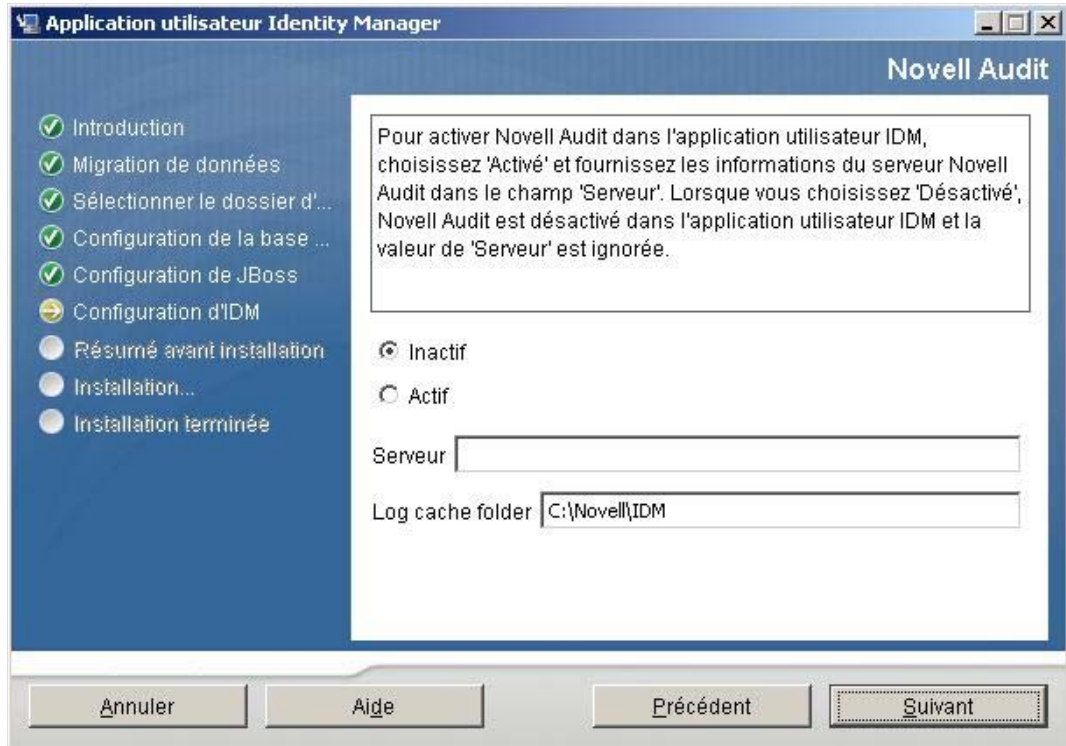 Application utilisateur Identity Manager
Novell Audit
Introduction
Migration de données
Sélectionner le dossier d'...
Configuration de la base ...
Configuration de JBoss
Configuration d'IDM
Résumé avant installation
Installation...
Installation terminée
Pour activer Novell Audit dans l'application utilisateur IDM,
choisissez 'Activé' et fournissez les informations du serveur Novell
Audit dans le champ 'Serveur'. Lorsque vous choisissez 'Désactivé',
Novell Audit est désactivé dans l'application utilisateur IDM et la
valeur de 'Serveur' est ignorée.
Inactif
Actif
Serveur
Log cache folder C:\Novell\IDM
Annuler Aide Précédent Suivant